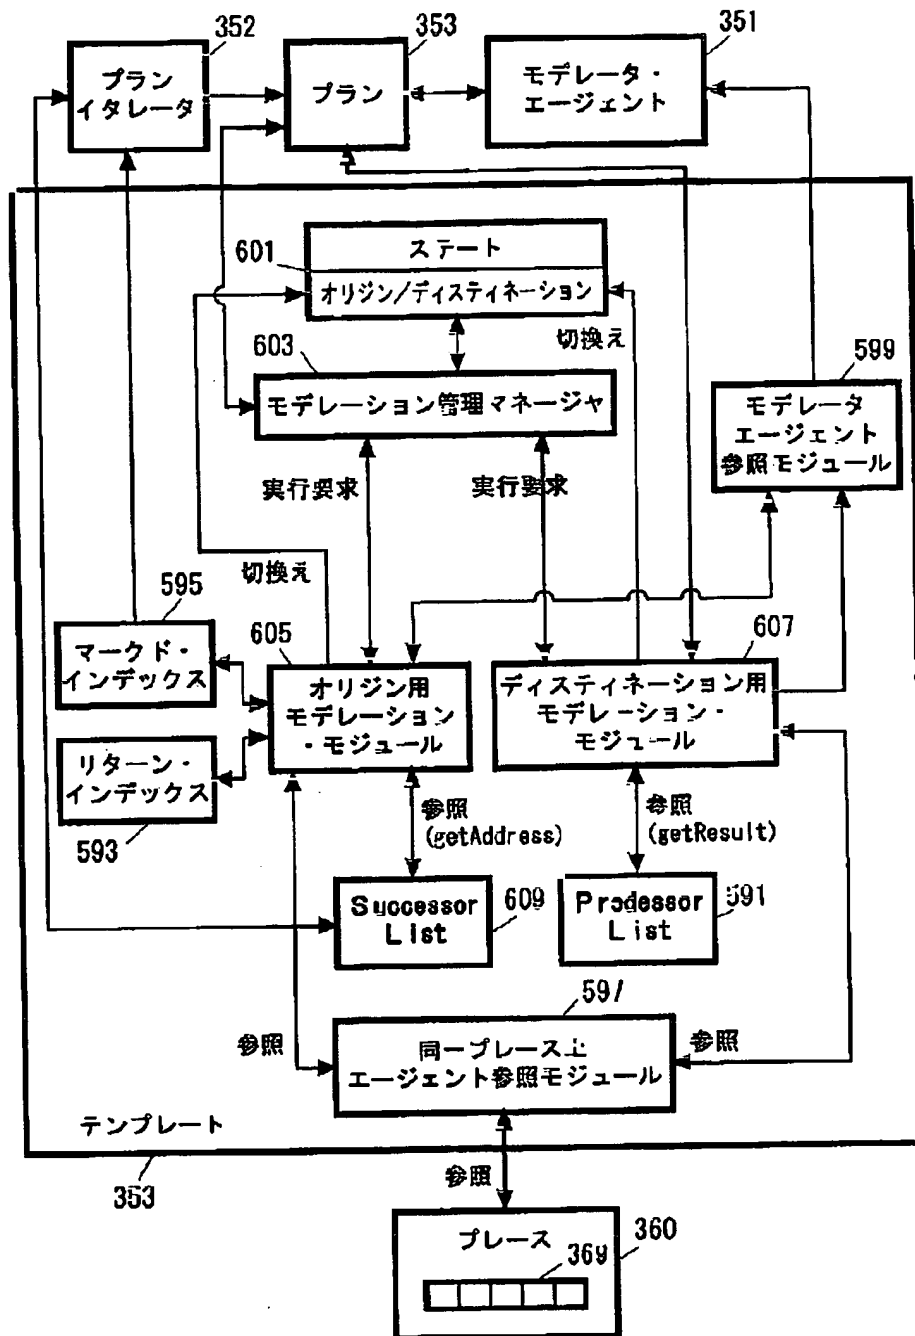 352
353
351
プラン
イタレータ
プラン
モデレータ・
エージェント
ステート
601
オリジン/ディスティネーション
切換え
603
モデレーション管理マネージャ
599
モデレータ
エージェント
参照モジュール
実行要求
実行要求
切換え
595
マークド・
インデックス
605
オリジン用
モデレーション
・モジュール
607
ディスティネーション用
モデレーション・
モジュール
リターン・
インデックス
593
参照
(getAddress)
参照
(getResult)
Successor
List
609
Prodessor
List
591
597
参照
同一プレース上
エージェント参照モジュール
参照
テンプレート
353
参照
プレース
360
369